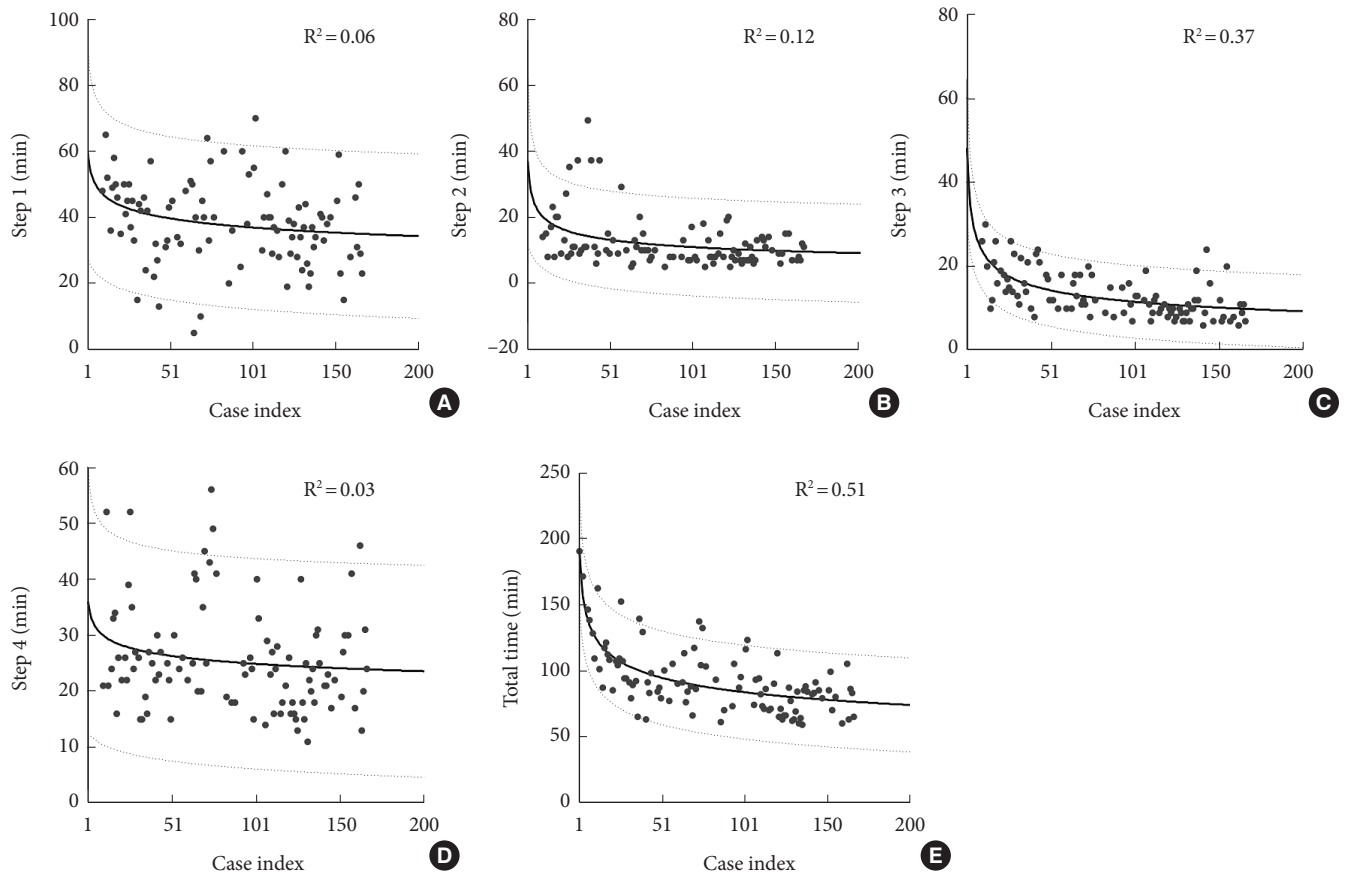 100
80
60
40
20
0
Step 1 (min)
R² = 0.06
1 51 101 150 200
Case index
A
80
60
40
20
0
–20
Step 2 (min)
R² = 0.12
1 51 101 150 200
Case index
B
80
60
40
20
0
Step 3 (min)
R² = 0.37
1 51 101 150 200
Case index
C
60
50
40
30
20
10
0
Step 4 (min)
R² = 0.03
1 51 101 150 200
Case index
D
250
200
150
100
50
0
Total time (min)
R² = 0.51
1 51 101 150 200
Case index
E